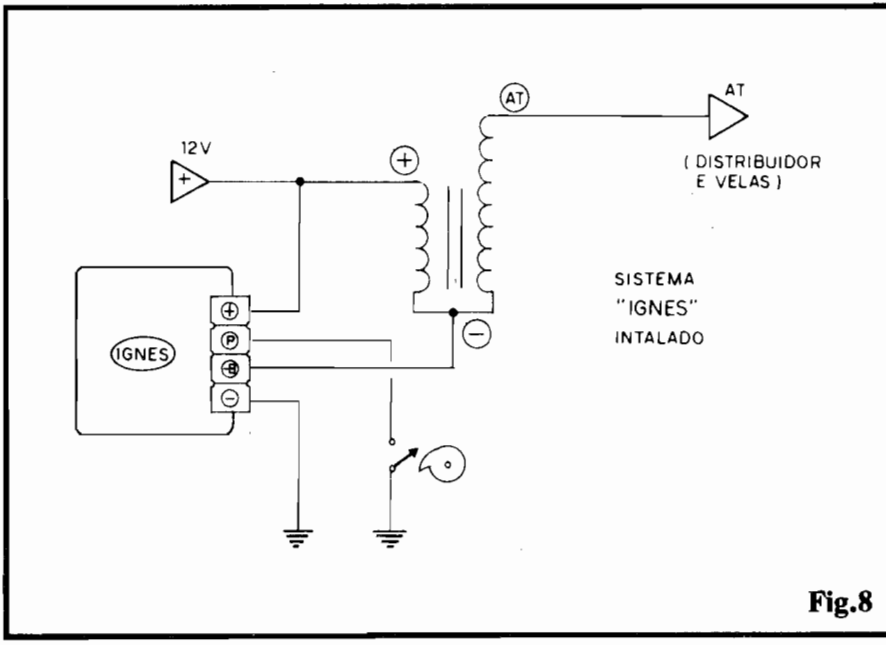 12V
+
+
AT
AT
( DISTRIBUIDOR
E VELAS )
IGNES
+
P
-B
-
-
SISTEMA
"IGNES"
INTALADO
Fig.8